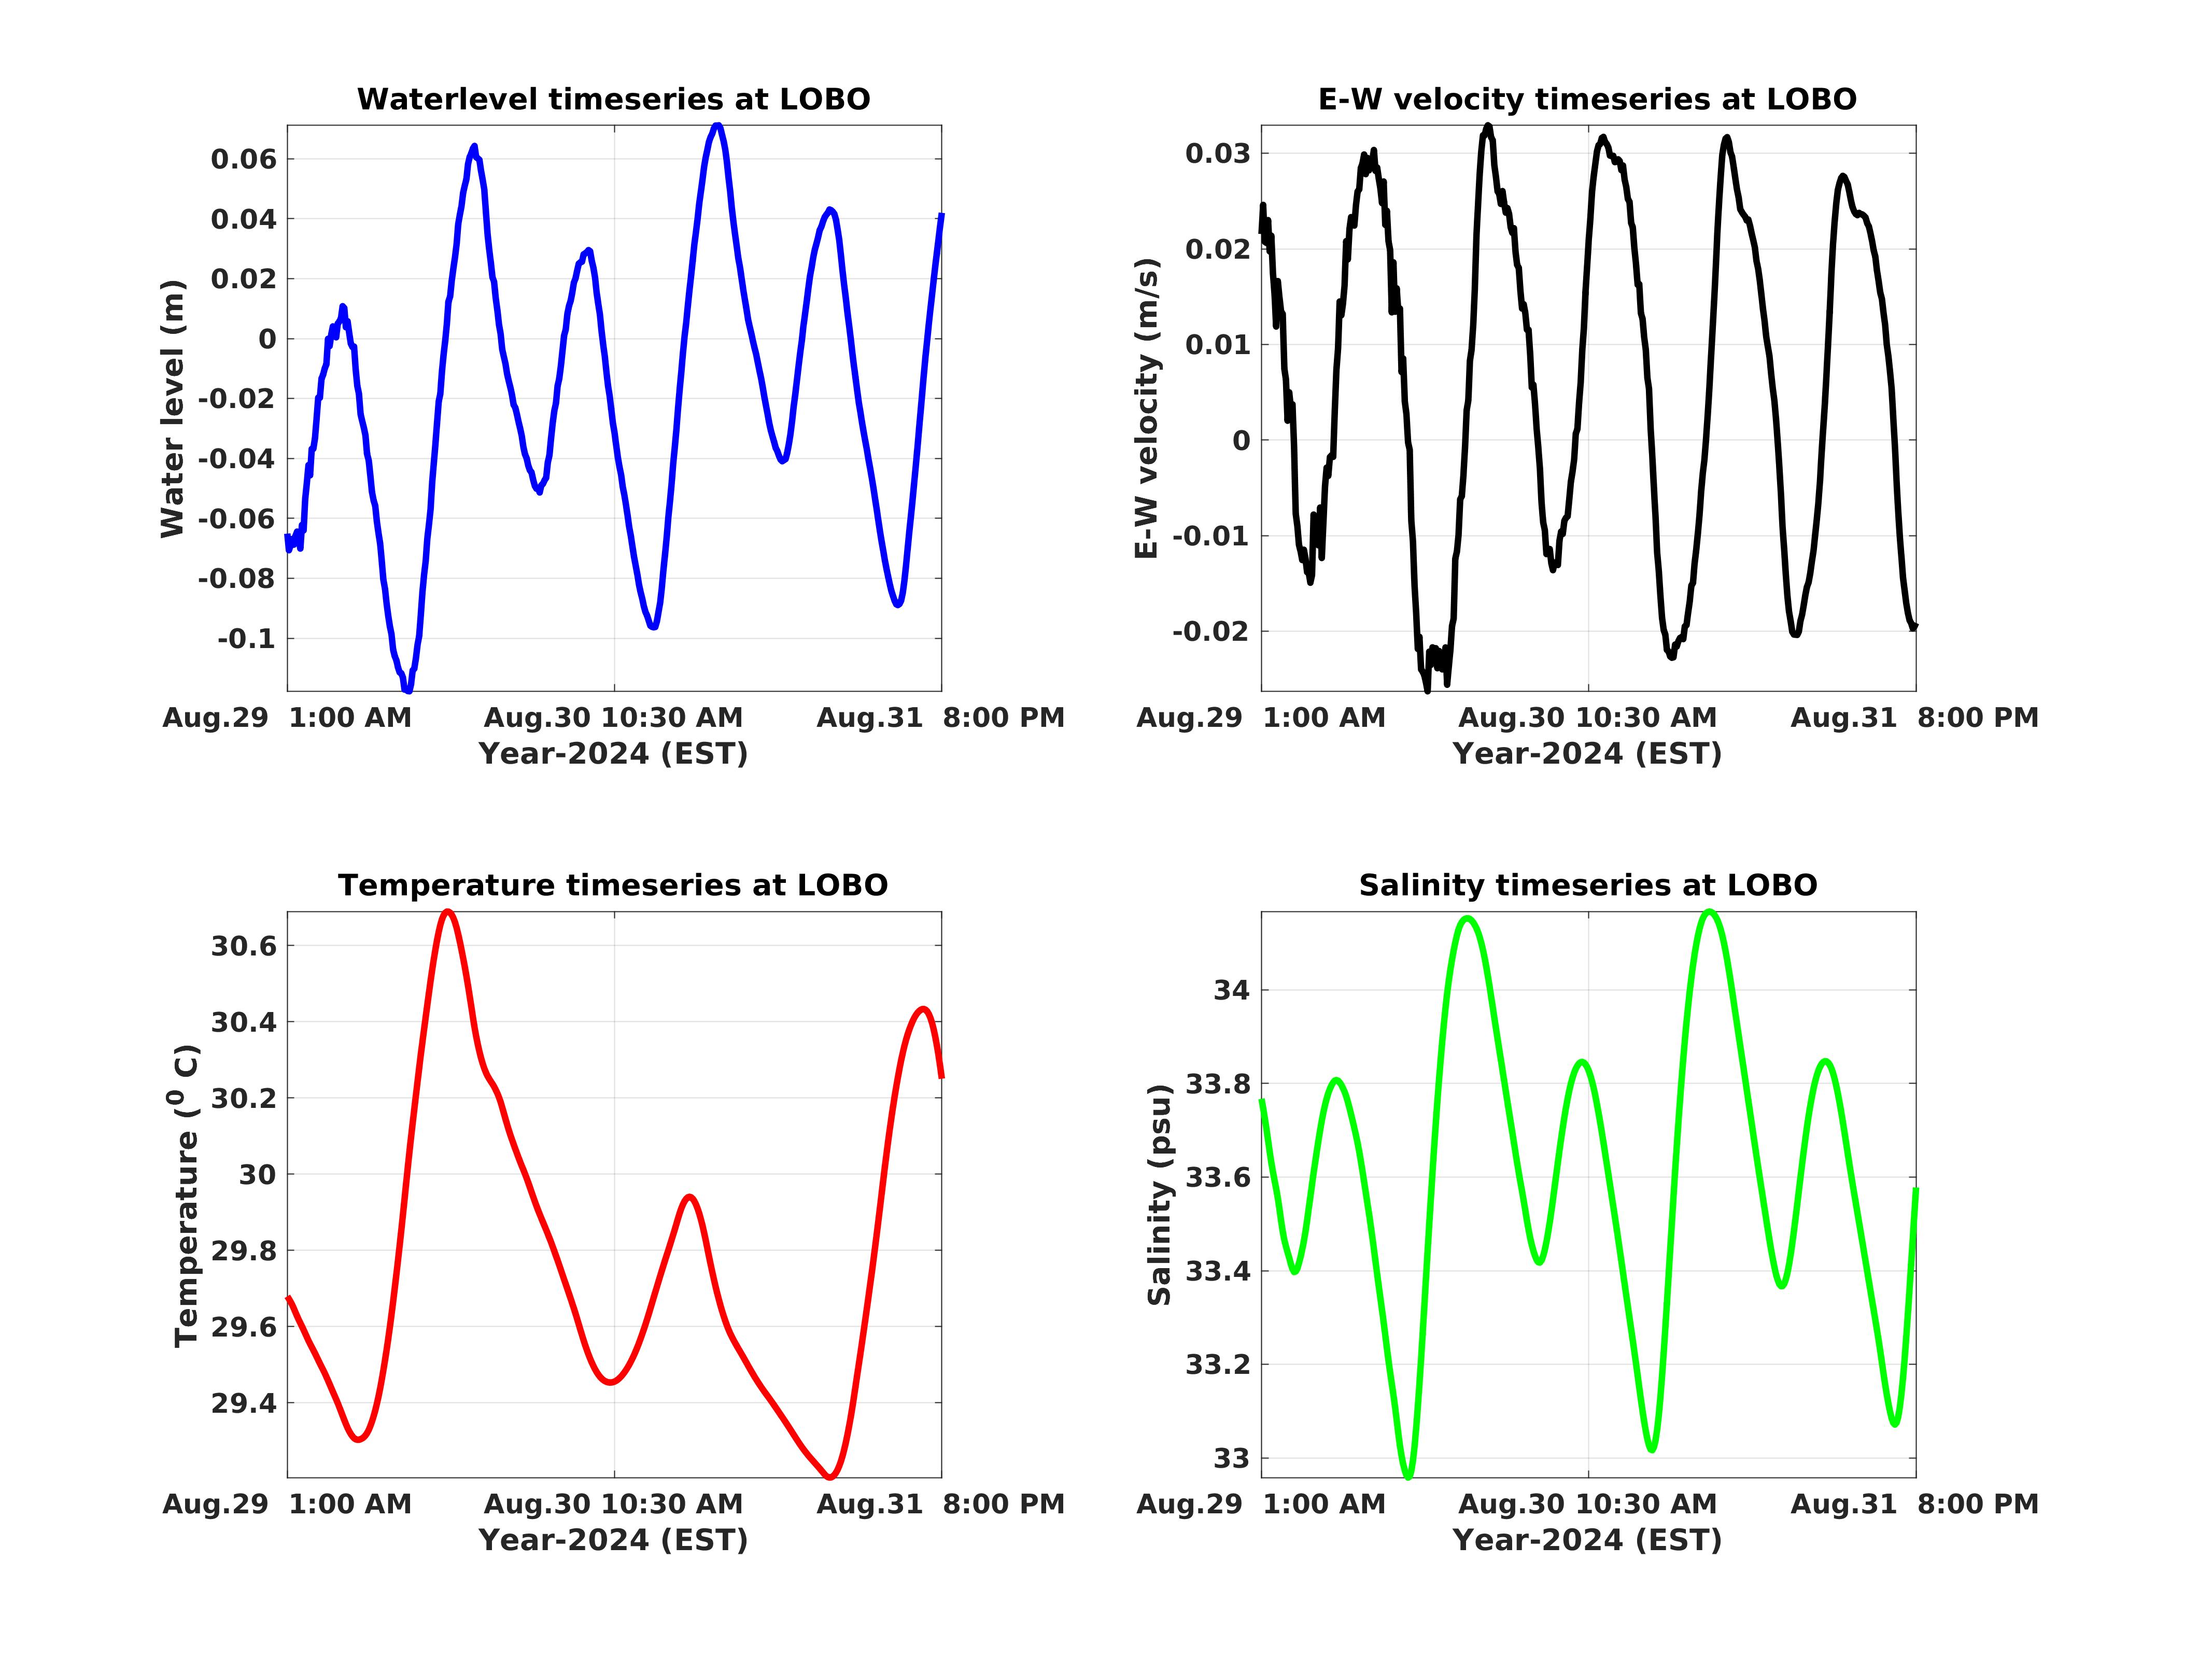 Waterlevel timeseries at LOBO
Water level (m)
0.06
0.04
0.02
0
-0.02
-0.04
-0.06
-0.08
-0.1
Aug.29 1:00 AM Aug.30 10:30 AM Aug.31 8:00 PM
Year-2024 (EST)
E-W velocity timeseries at LOBO
E-W velocity (m/s)
0.03
0.02
0.01
0
-0.01
-0.02
Aug.29 1:00 AM Aug.30 10:30 AM Aug.31 8:00 PM
Year-2024 (EST)
Temperature timeseries at LOBO
Temperature (⁰ C)
30.6
30.4
30.2
30
29.8
29.6
29.4
Aug.29 1:00 AM Aug.30 10:30 AM Aug.31 8:00 PM
Year-2024 (EST)
Salinity timeseries at LOBO
Salinity (psu)
34
33.8
33.6
33.4
33.2
33
Aug.29 1:00 AM Aug.30 10:30 AM Aug.31 8:00 PM
Year-2024 (EST)